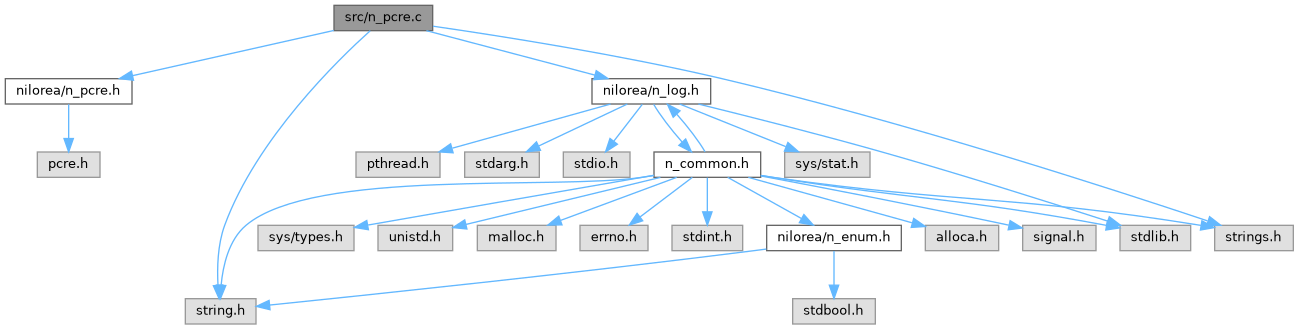 src/n_pcre.c
nilorea/n_pcre.h
nilorea/n_log.h
pcre.h
pthread.h
stdarg.h
stdio.h
n_common.h
sys/stat.h
sys/types.h
unistd.h
malloc.h
errno.h
stdint.h
nilorea/n_enum.h
alloca.h
signal.h
stdlib.h
strings.h
string.h
stdbool.h